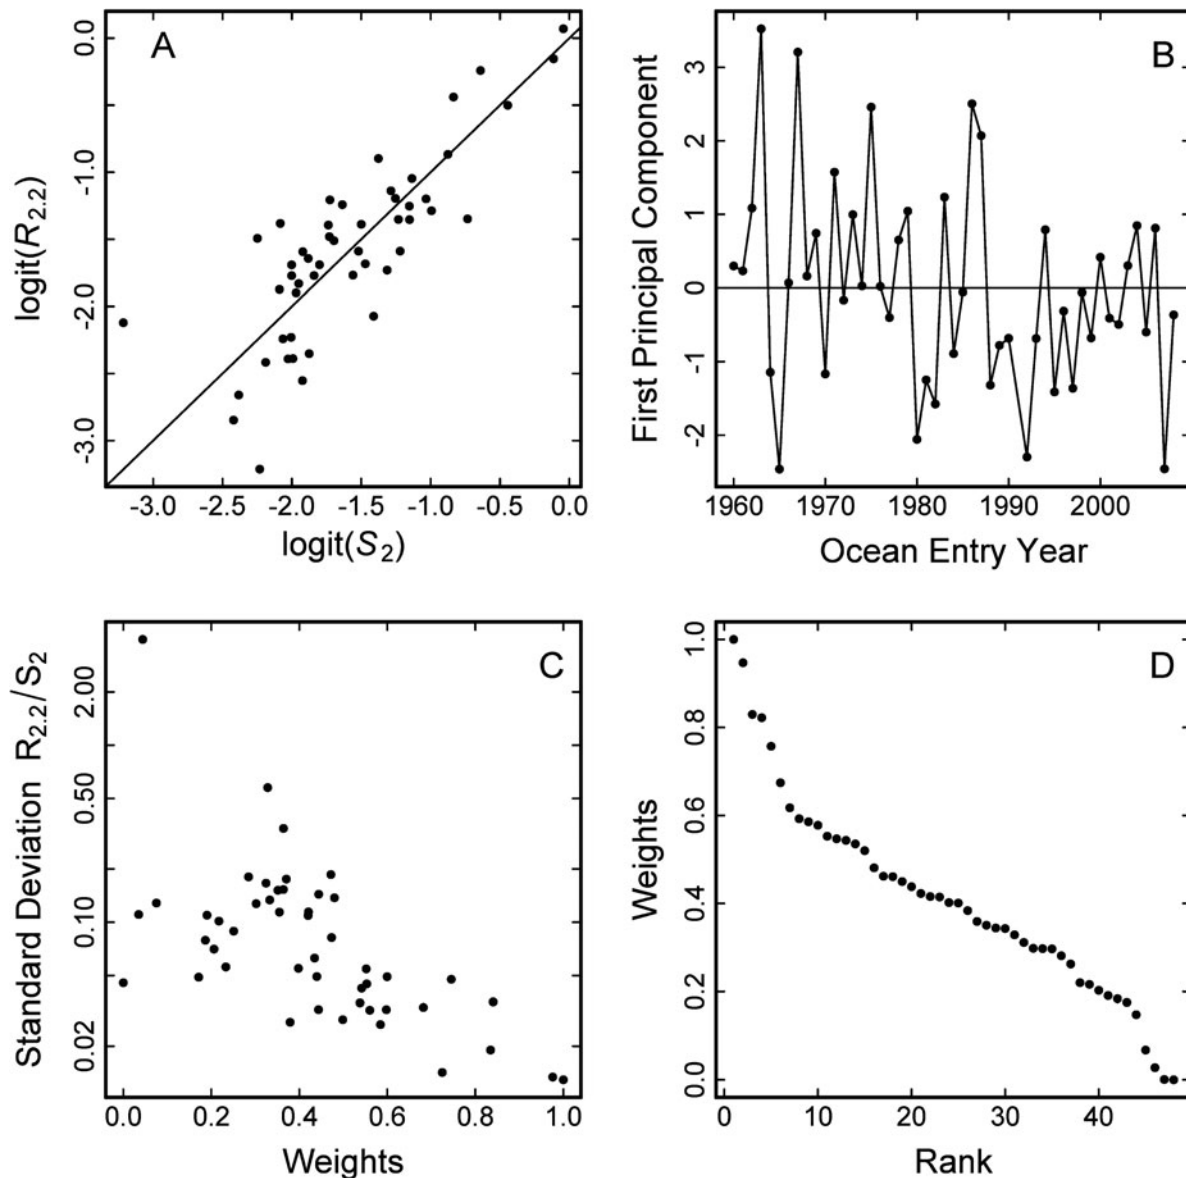 A
logit(R2.2)
0.0
-1.0
-2.0
-3.0
-3.0 -2.5 -2.0 -1.5 -1.0 -0.5 0.0
logit(S2)
B
First Principal Component
3
2
1
0
-1
-2
1960 1970 1980 1990 2000
Ocean Entry Year
C
Standard Deviation R2.2/S2
2.00
0.50
0.10
0.02
0.0 0.2 0.4 0.6 0.8 1.0
Weights
D
Weights
1.0
0.8
0.6
0.4
0.2
0.0
0 10 20 30 40
Rank